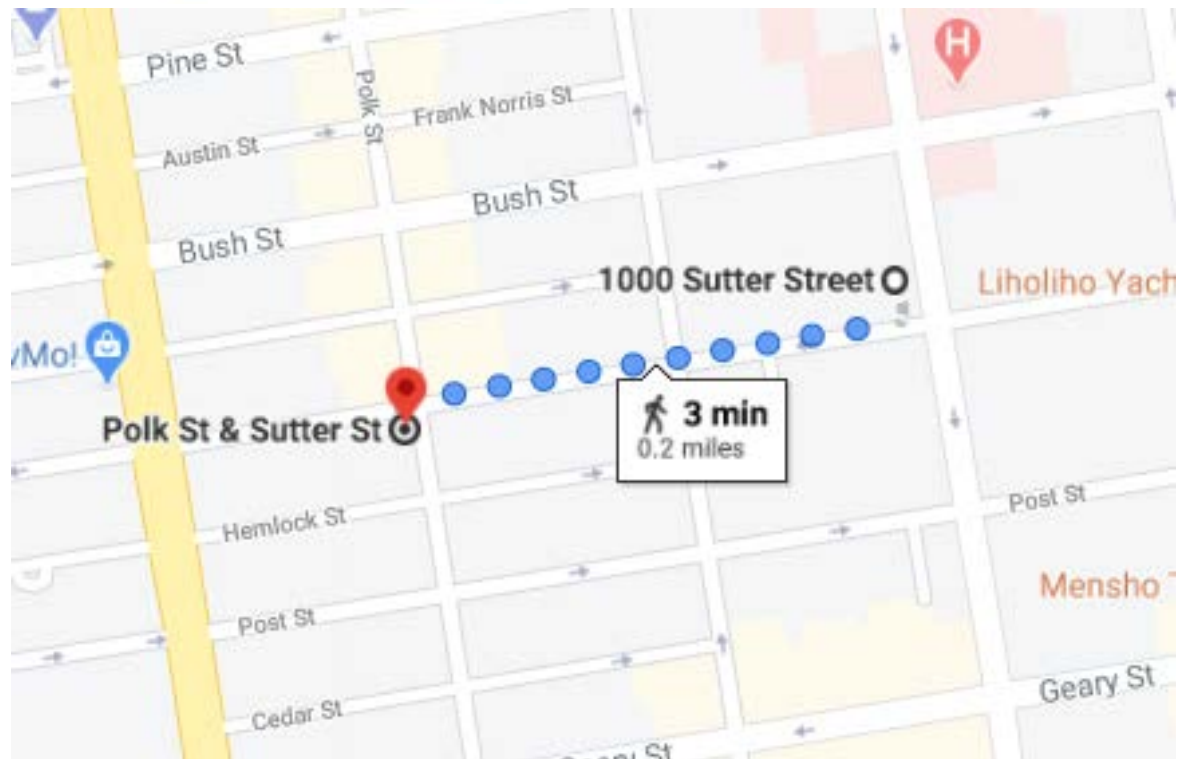 Pine St
Polk St
Frank Norris St
Austin St
Bush St
Bush St
1000 Sutter Street
Liholiho Yach
Mo!
H
Polk St & Sutter St
3 min
0.2 miles
Hemlock St
Post St
Post St
Mensho
Cedar St
Geary St
St